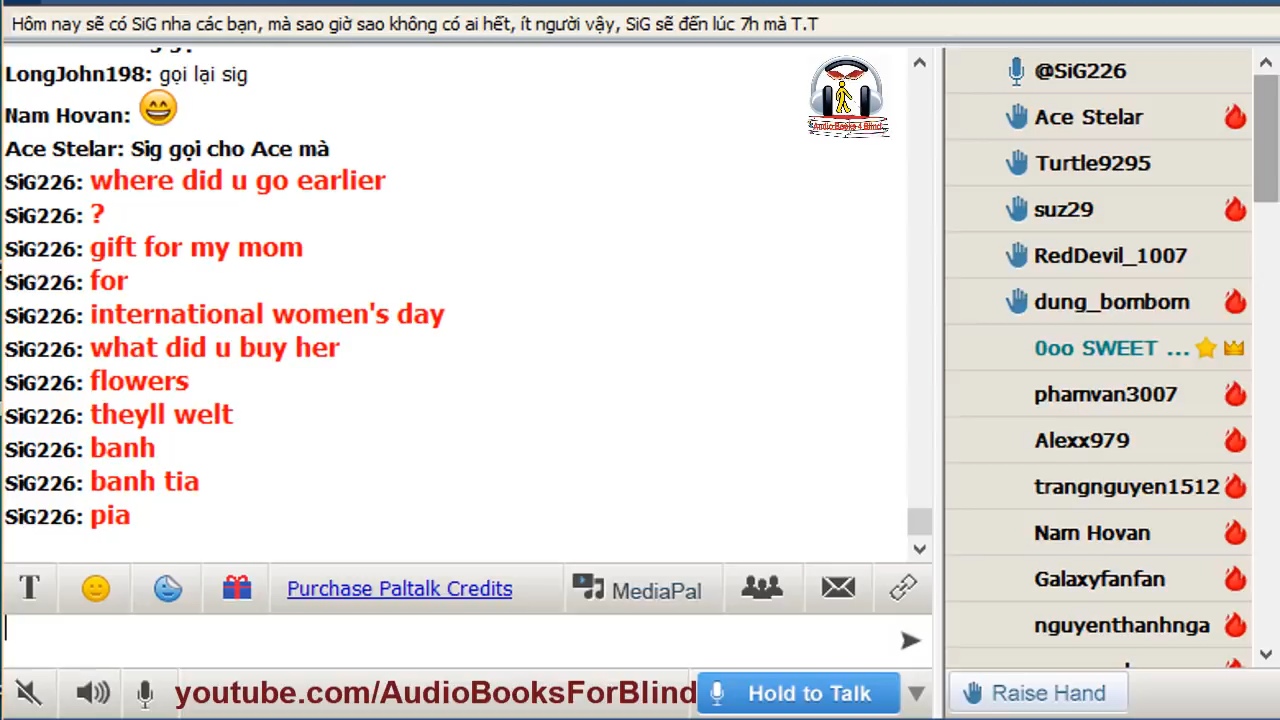 Hôm nay sẽ có SiG nha các bạn, mà sao giờ sao không có ai hết, ít người vậy, SiG sẽ đến lúc 7h mà T.T
LongJohn198: gọi lại sig
Nam Hovan:
Ace Stelar: Sig gọi cho Ace mà
SiG226: where did u go earlier
SiG226: ?
SiG226: gift for my mom
SiG226: for
SiG226: international women's day
SiG226: what did u buy her
SiG226: flowers
SiG226: theyll welt
SiG226: banh
SiG226: banh tia
SiG226: pia
AudioBooks 4 Blind
T
Purchase Paltalk Credits
MediaPal
youtube.com/AudioBooksForBlind
Hold to Talk
@SiG226
Ace Stelar
Turtle9295
suz29
RedDevil_1007
dung_bombom
0oo SWEET ...
phamvan3007
Alexx979
trangnguyen1512
Nam Hovan
Galaxyfanfan
nguyenthanhnga
Raise Hand